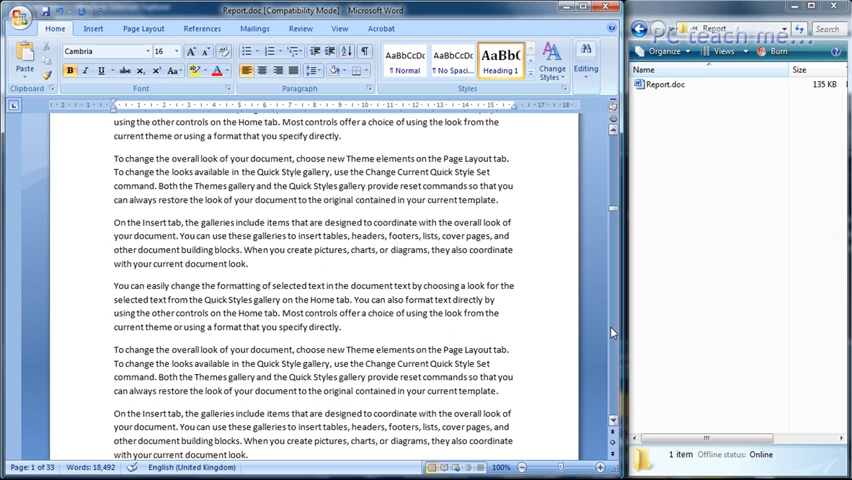 Report.doc [Compatibility Mode] - Microsoft Word
Report
Search
PC teach me...
Home Insert Page Layout References Mailings Review View Acrobat
Organize Views Burn
Cambria 16
Paste
AaBbCcDc AaBbCcDc AaBbC
¶ Normal ¶ No Spaci... Heading 1
Change Styles
Editing
Clipboard Font Paragraph Styles
Name Size
Report.doc 135 KB
using the other controls on the Home tab. Most controls offer a choice of using the look from the
current theme or using a format that you specify directly.
To change the overall look of your document, choose new Theme elements on the Page Layout tab.
To change the looks available in the Quick Style gallery, use the Change Current Quick Style Set
command. Both the Themes gallery and the Quick Styles gallery provide reset commands so that you
can always restore the look of your document to the original contained in your current template.
On the Insert tab, the galleries include items that are designed to coordinate with the overall look of
your document. You can use these galleries to insert tables, headers, footers, lists, cover pages, and
other document building blocks. When you create pictures, charts, or diagrams, they also coordinate
with your current document look.
You can easily change the formatting of selected text in the document text by choosing a look for the
selected text from the Quick Styles gallery on the Home tab. You can also format text directly by
using the other controls on the Home tab. Most controls offer a choice of using the look from the
current theme or using a format that you specify directly.
To change the overall look of your document, choose new Theme elements on the Page Layout tab.
To change the looks available in the Quick Style gallery, use the Change Current Quick Style Set
command. Both the Themes gallery and the Quick Styles gallery provide reset commands so that you
can always restore the look of your document to the original contained in your current template.
On the Insert tab, the galleries include items that are designed to coordinate with the overall look of
your document. You can use these galleries to insert tables, headers, footers, lists, cover pages, and
other document building blocks. When you create pictures, charts, or diagrams, they also coordinate
with your current document look.
1 item Offline status: Online
Page: 1 of 33 Words: 18,492 English (United Kingdom) 100%